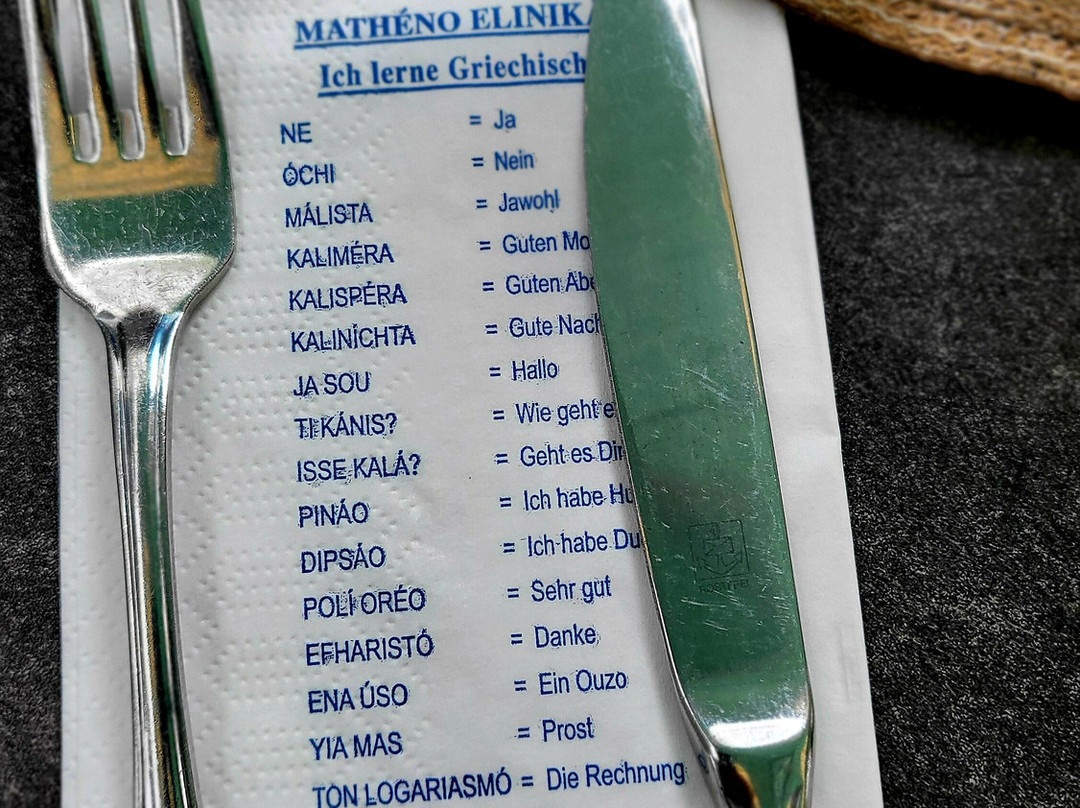 MATHÉNO ELINIKA
Ich lerne Griechisch
NE = Ja
ÓCHI = Nein
MÁLISTA = Jawohl
KALIMÉRA = Guten Mo
KALISPÉRA = Guten Abe
KALINÍCHTA = Gute Nach
JA SOU = Hallo
TI KÁNIS? = Wie geht e
ISSE KALÁ? = Geht es Dir
PINÁO = Ich habe Hu
DIPSÁO = Ich habe Du
POLÍ ORÉO = Sehr gut
EFHARISTÓ = Danke
ENA ÚSO = Ein Ouzo
YIA MAS = Prost
TON LOGARIASMÓ = Die Rechnung